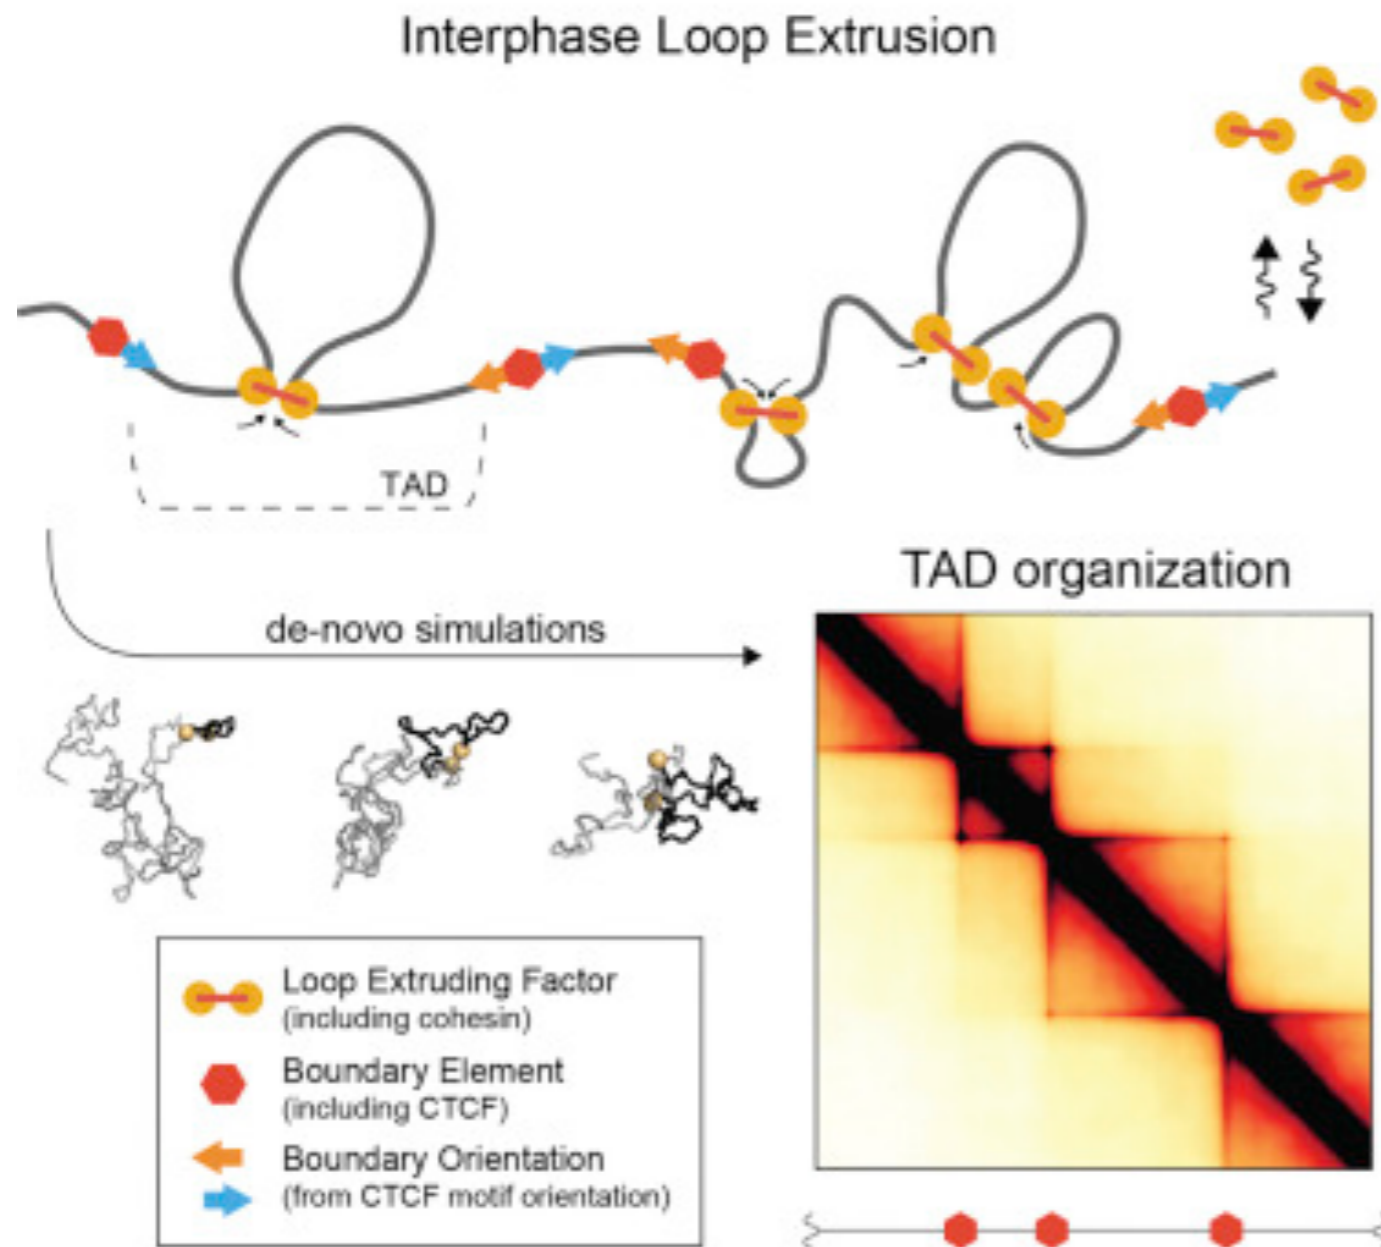 Interphase Loop Extrusion
TAD
TAD organization
de-novo simulations
Loop Extruding Factor
(including cohesin)
Boundary Element
(including CTCF)
Boundary Orientation
(from CTCF motif orientation)